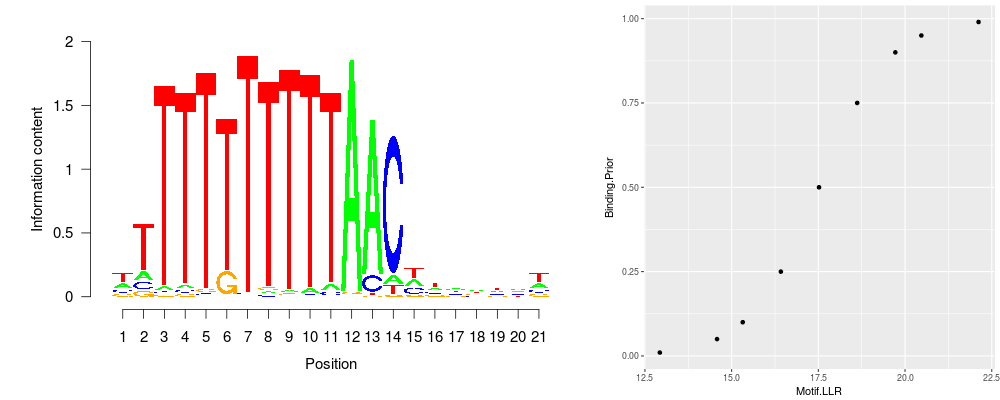 Information content
2
1.5
1
0.5
0
T T T T T T T T T T T A A C T T
1 2 3 4 5 6 7 8 9 10 11 12 13 14 15 16 17 18 19 20 21
Position
Binding.Prior
1.00
0.75
0.50
0.25
0.00
12.5 15.0 17.5 20.0 22.5
Motif.LLR